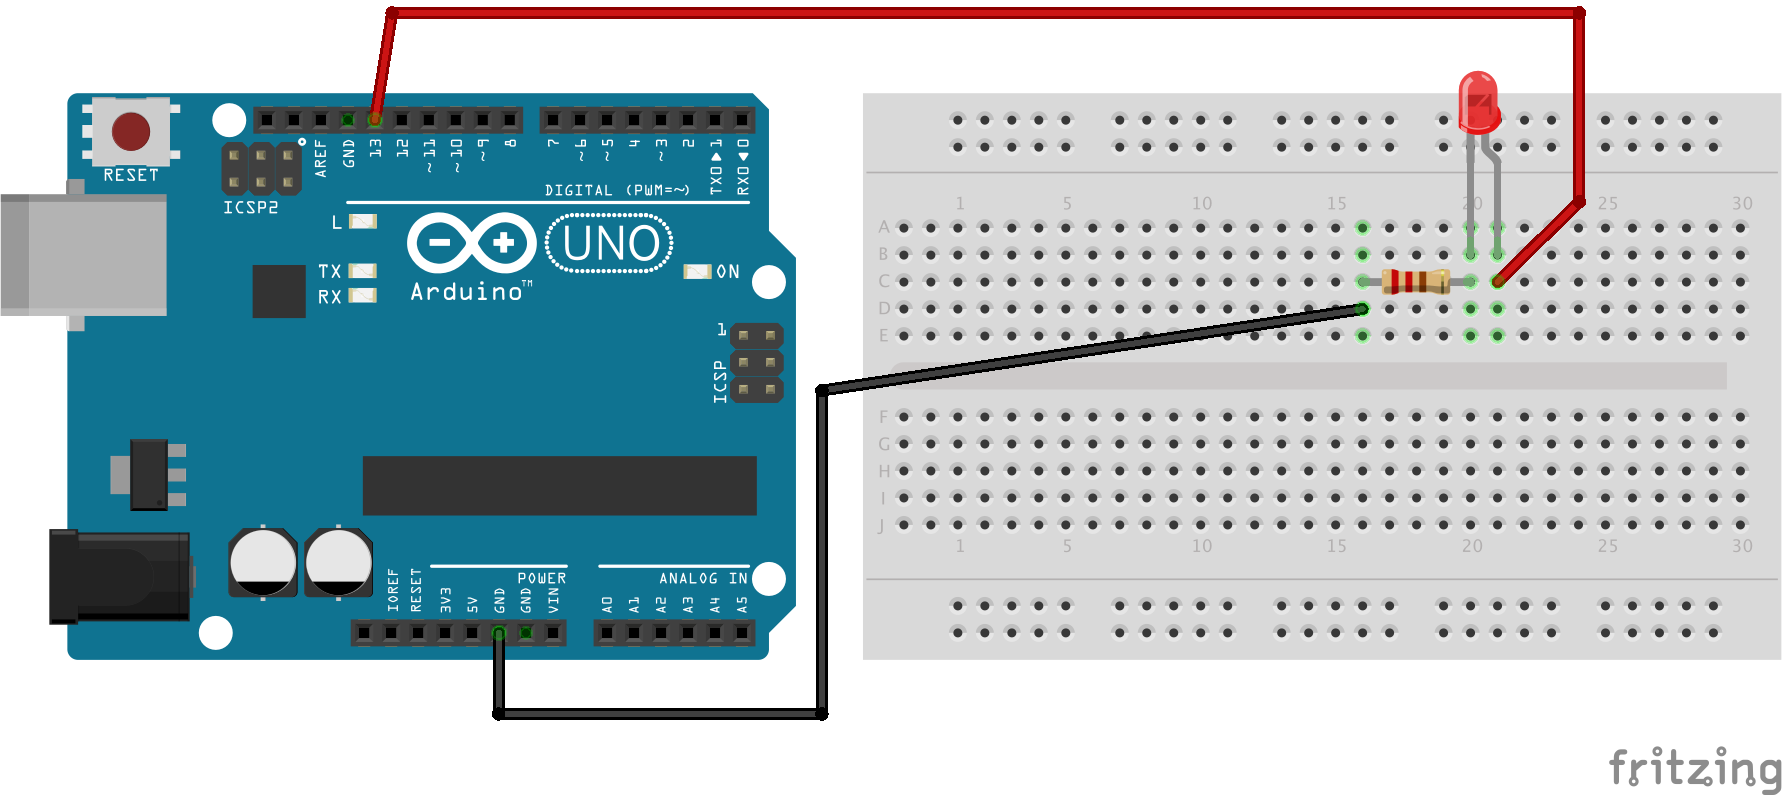 RESET
ICSP2
AREF
GND
13
12
~11
~10
~9
8
7
~6
~5
4
~3
2
TX0▶1
RX0◀0
DIGITAL (PWM=~)
L
TX
RX
UNO
ON
Arduino™
1
ICSP
IOREF
RESET
3V3
5V
GND
GND
VIN
POWER
ANALOG IN
A0
A1
A2
A3
A4
A5
1 5 10 15 20 25 30
A
B
C
D
E
F
G
H
I
J
1 5 10 15 20 25 30
fritzing